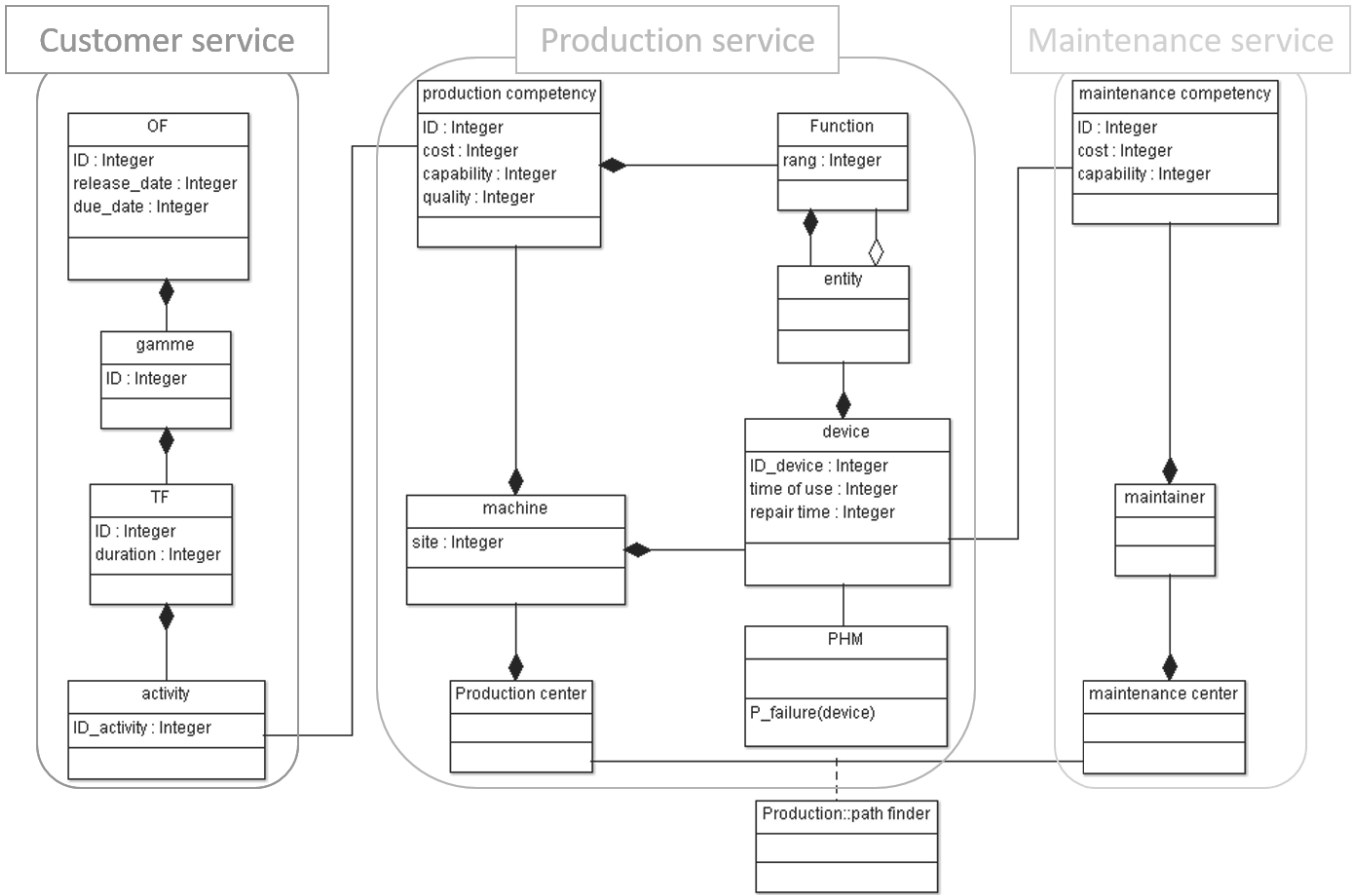 Customer service
Production service
Maintenance service
OF
ID : Integer
release_date : Integer
due_date : Integer
gamme
ID : Integer
TF
ID : Integer
duration : Integer
activity
ID_activity : Integer
production competency
ID : Integer
cost : Integer
capability : Integer
quality : Integer
Function
rang : Integer
entity
device
ID_device : Integer
time of use : Integer
repair time : Integer
machine
site : Integer
PHM
P_failure(device)
Production center
Production::path finder
maintenance competency
ID : Integer
cost : Integer
capability : Integer
maintainer
maintenance center